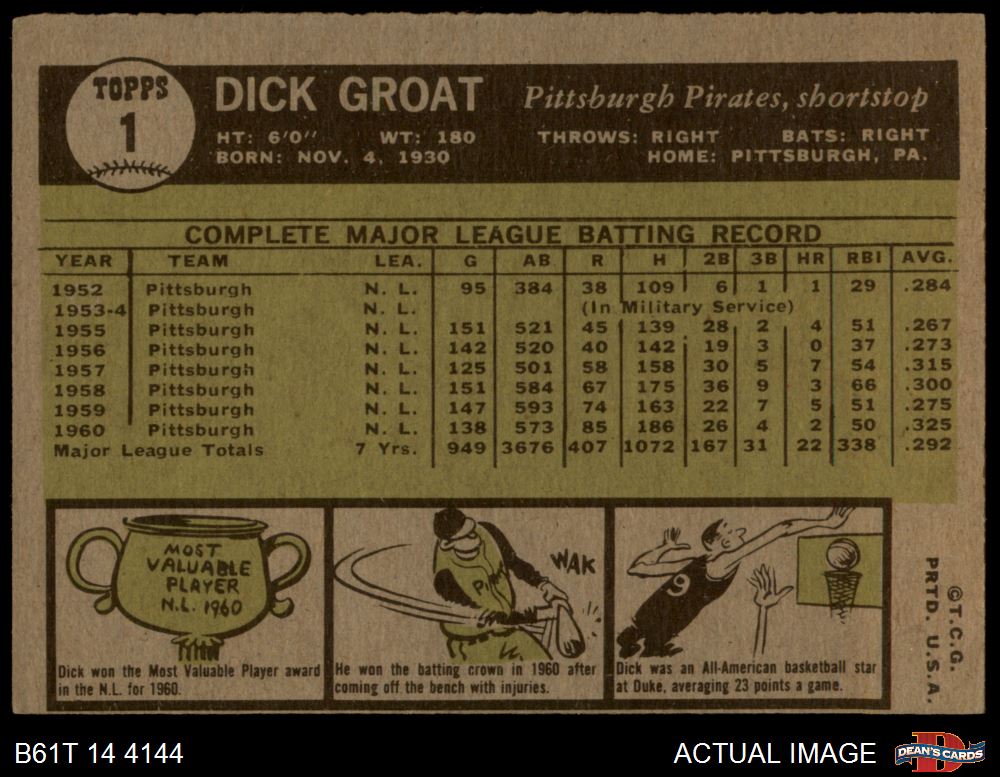 TOPPS
1
DICK GROAT
Pittsburgh Pirates, shortstop
HT: 6'0" WT: 180 THROWS: RIGHT BATS: RIGHT
BORN: NOV. 4, 1930 HOME: PITTSBURGH, PA.
COMPLETE MAJOR LEAGUE BATTING RECORD
YEAR TEAM LEA. G AB R H 2B 3B HR RBI AVG.
1952 Pittsburgh N. L. 95 384 38 109 6 1 1 29 .284
1953-4 Pittsburgh N. L. (In Military Service)
1955 Pittsburgh N. L. 151 521 45 139 28 2 4 51 .267
1956 Pittsburgh N. L. 142 520 40 142 19 3 0 37 .273
1957 Pittsburgh N. L. 125 501 58 158 30 5 7 54 .315
1958 Pittsburgh N. L. 151 584 67 175 36 9 3 66 .300
1959 Pittsburgh N. L. 147 593 74 163 22 7 5 51 .275
1960 Pittsburgh N. L. 138 573 85 186 26 4 2 50 .325
Major League Totals 7 Yrs. 949 3676 407 1072 167 31 22 338 .292
MOST
VALUABLE
PLAYER
N.L. 1960
Dick won the Most Valuable Player award
in the N.L. for 1960.
WAK
P
He won the batting crown in 1960 after
coming off the bench with injuries.
9
Dick was an All-American basketball star
at Duke, averaging 23 points a game.
©T.C.G.
PRTD. U.S.A.
B61T 14 4144
ACTUAL IMAGE
D
DEAN'S CARDS